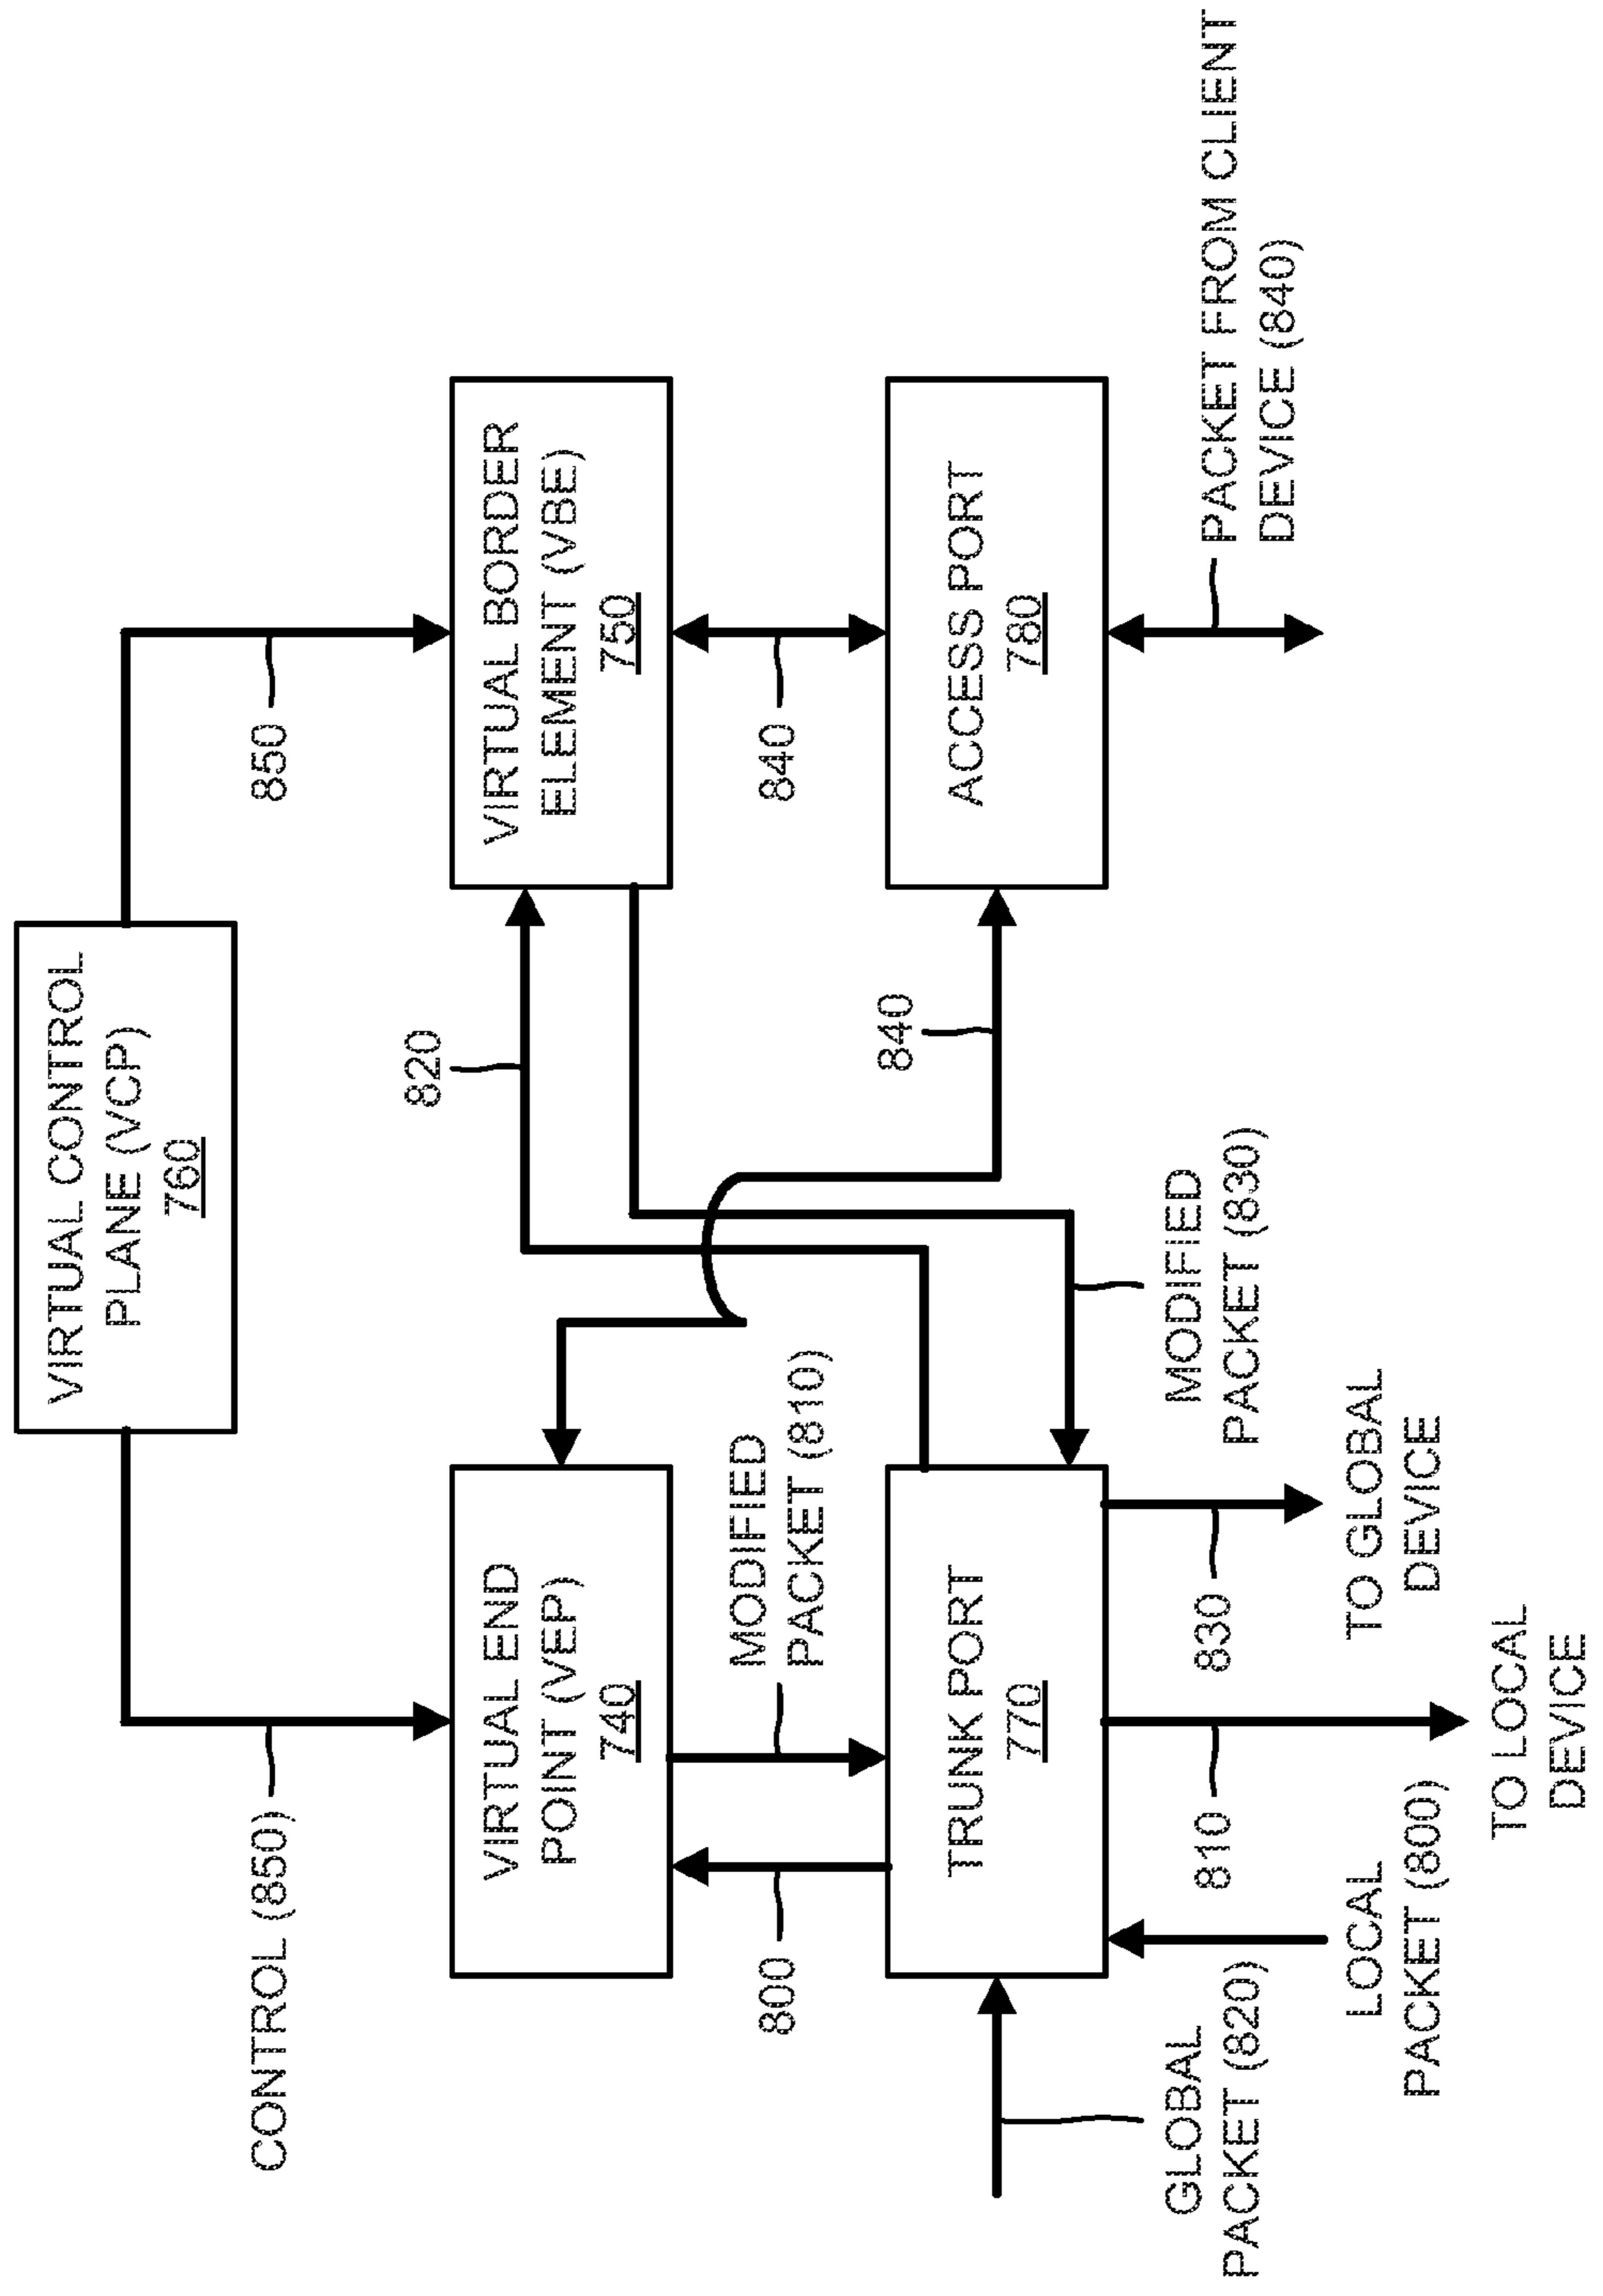 VIRTUAL CONTROL
PLANE (VCP)
760
CONTROL (850)
850
VIRTUAL END
POINT (VEP)
740
820
VIRTUAL BORDER
ELEMENT (VBE)
750
800
MODIFIED
PACKET (810)
840
840
TRUNK PORT
770
ACCESS PORT
780
GLOBAL
PACKET (820)
810
830
MODIFIED
PACKET (830)
PACKET FROM CLIENT
DEVICE (840)
LOCAL
PACKET (800)
TO GLOBAL
DEVICE
TO LOCAL
DEVICE